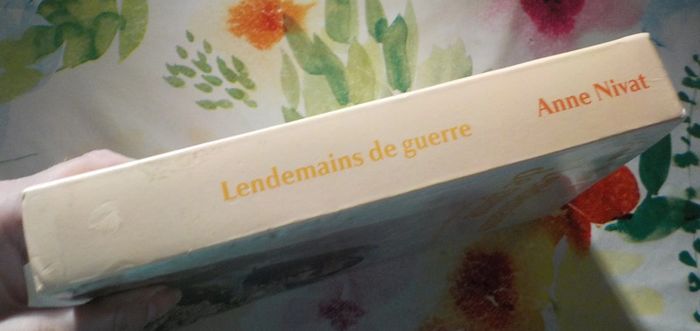 Lendemains de guerre
Anne Nivat